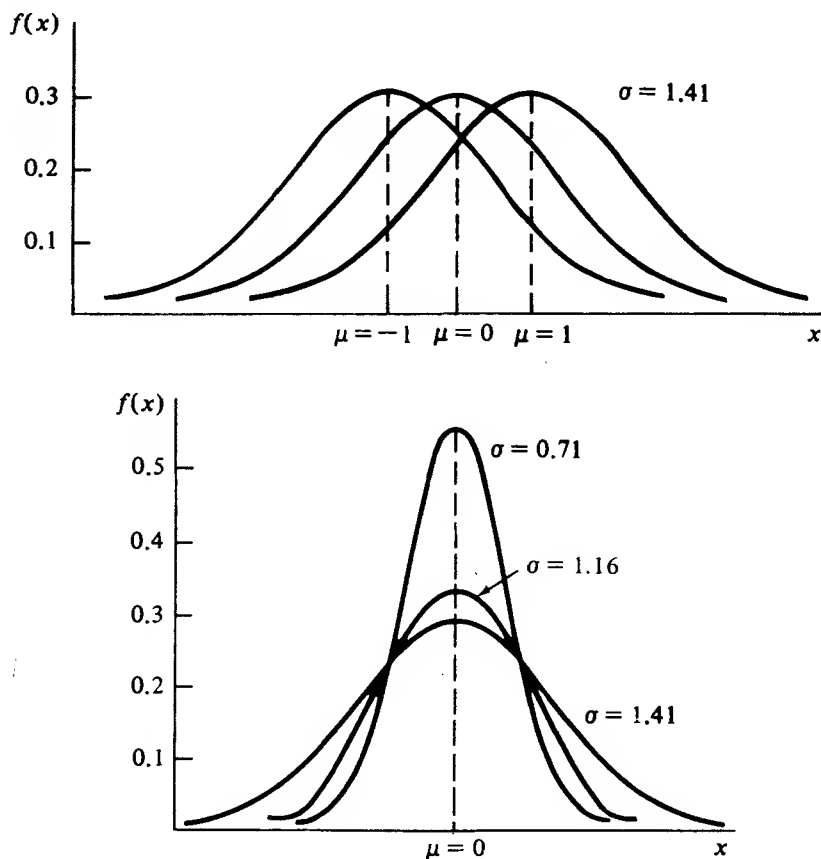 f(x)
0.3
σ = 1.41
0.2
0.1
μ = −1 μ = 0 μ = 1 x
f(x)
σ = 0.71
0.5
0.4
σ = 1.16
0.3
0.2
σ = 1.41
0.1
μ = 0 x